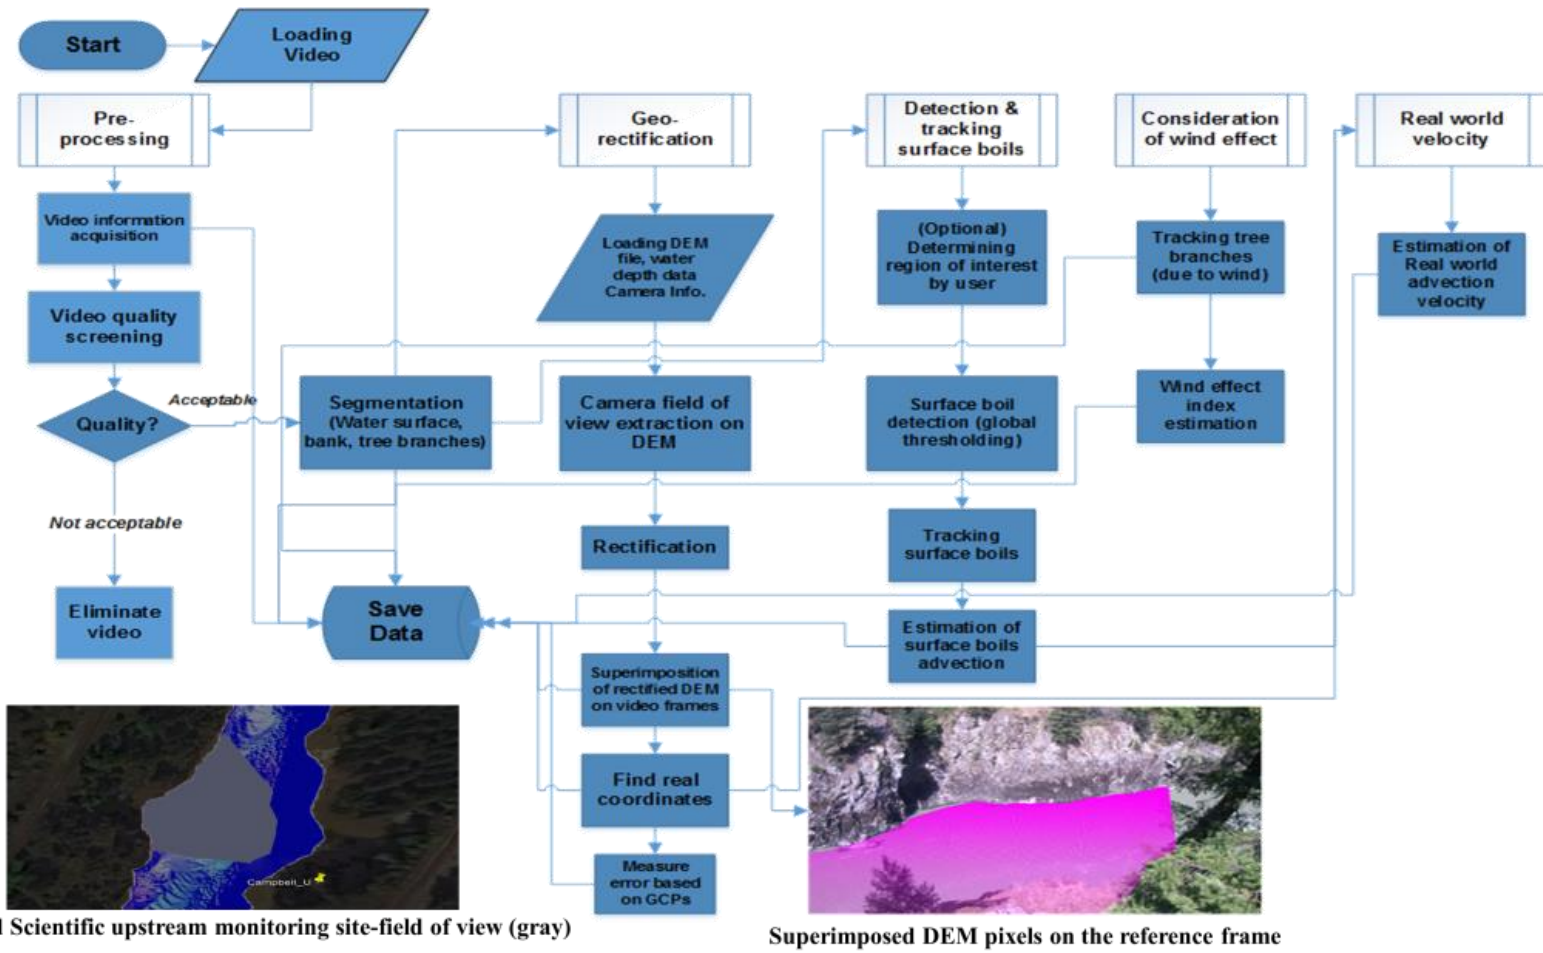 Start
Loading
Video
Pre-
processing
Video information
acquisition
Video quality
screening
Quality?
Acceptable
Not acceptable
Eliminate
video
Segmentation
(Water surface,
bank, tree branches)
Save
Data
Geo-
rectification
Loading DEM
file, water
depth data
Camera Info.
Camera field of
view extraction on
DEM
Rectification
Superimposition
of rectified DEM
on video frames
Find real
coordinates
Measure
error based
on GCPs
Detection &
tracking
surface boils
(Optional)
Determining
region of interest
by user
Surface boil
detection (global
thresholding)
Tracking
surface boils
Estimation of
surface boils
advection
Consideration
of wind effect
Tracking tree
branches
(due to wind)
Wind effect
index
estimation
Real world
velocity
Estimation of
Real world
advection
velocity
Campbell_U
Scientific upstream monitoring site-field of view (gray)
Superimposed DEM pixels on the reference frame